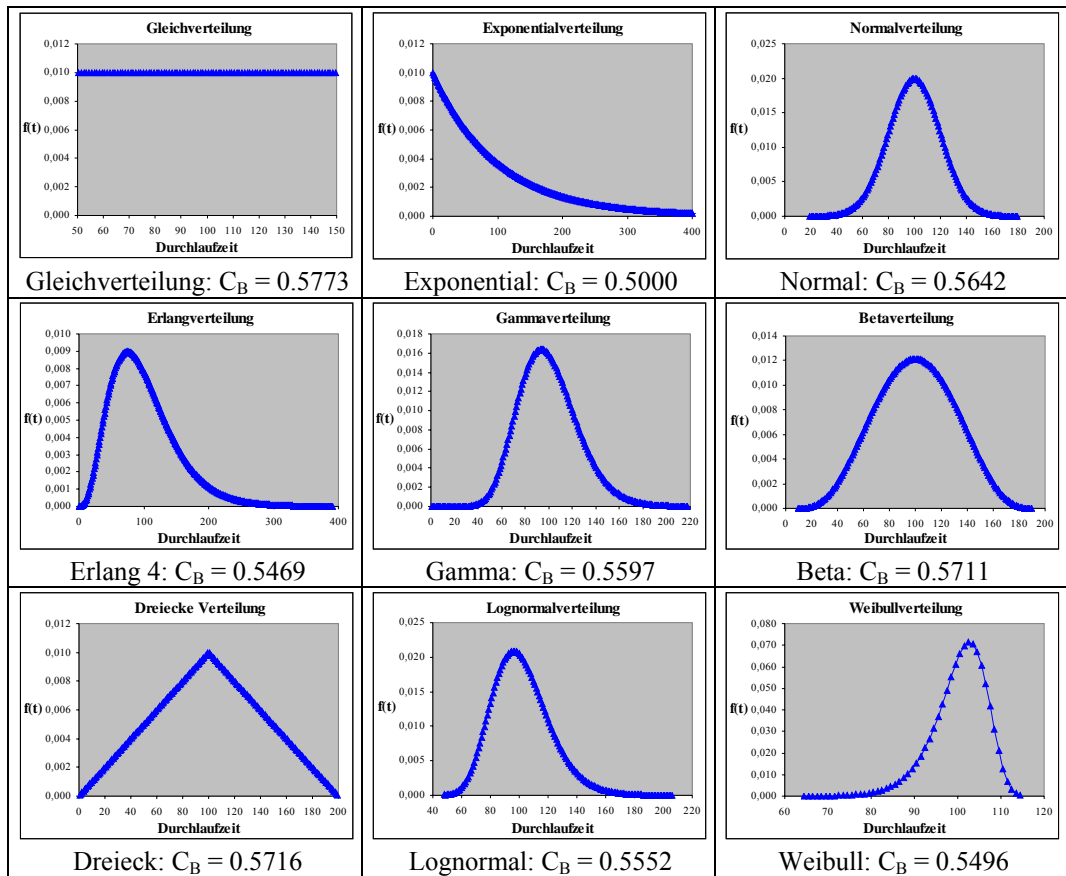 Gleichverteilung
0,012
0,010
0,008
0,006
f(t)
0,004
0,002
0,000
50 60 70 80 90 100 110 120 130 140 150
Durchlaufzeit
Gleichverteilung: C_B = 0.5773
Exponentialverteilung
0,012
0,010
0,008
0,006
f(t)
0,004
0,002
0,000
0 100 200 300 400
Durchlaufzeit
Exponential: C_B = 0.5000
Normalverteilung
0,025
0,020
0,015
f(t)
0,010
0,005
0,000
0 20 40 60 80 100 120 140 160 180 200
Durchlaufzeit
Normal: C_B = 0.5642
Erlangverteilung
0,010
0,009
0,008
0,007
0,006
f(t)
0,005
0,004
0,003
0,002
0,001
0,000
0 100 200 300 400
Durchlaufzeit
Erlang 4: C_B = 0.5469
Gammaverteilung
0,018
0,016
0,014
0,012
0,010
f(t)
0,008
0,006
0,004
0,002
0,000
0 20 40 60 80 100 120 140 160 180 200 220
Durchlaufzeit
Gamma: C_B = 0.5597
Betaverteilung
0,014
0,012
0,010
0,008
f(t)
0,006
0,004
0,002
0,000
0 20 40 60 80 100 120 140 160 180 200
Durchlaufzeit
Beta: C_B = 0.5711
Dreiecke Verteilung
0,012
0,010
0,008
0,006
f(t)
0,004
0,002
0,000
0 20 40 60 80 100 120 140 160 180 200
Durchlaufzeit
Dreieck: C_B = 0.5716
Lognormalverteilung
0,025
0,020
0,015
f(t)
0,010
0,005
0,000
40 60 80 100 120 140 160 180 200 220
Durchlaufzeit
Lognormal: C_B = 0.5552
Weibullverteilung
0,080
0,070
0,060
0,050
f(t)
0,040
0,030
0,020
0,010
0,000
60 70 80 90 100 110 120
Durchlaufzeit
Weibull: C_B = 0.5496